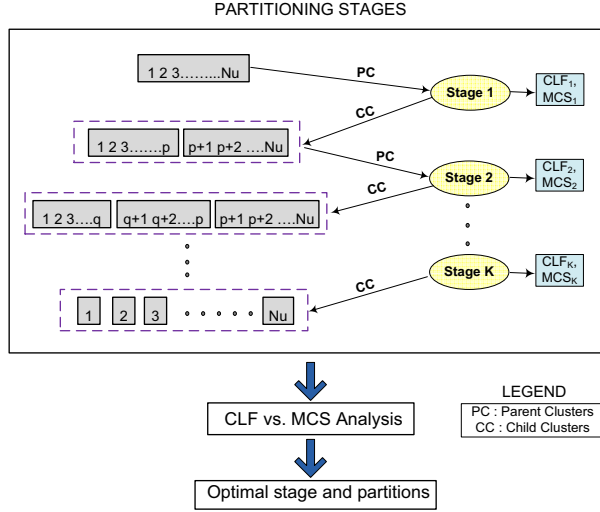 PARTITIONING STAGES
1 2 3……...Nu
PC
Stage 1
CLF1,
MCS1
CC
1 2 3…….p
p+1 p+2 ….Nu
PC
Stage 2
CLF2,
MCS2
CC
1 2 3….q
q+1 q+2….p
p+1 p+2 ….Nu
Stage K
CLFK,
MCSK
CC
1
2
3
. . . . .
Nu
CLF vs. MCS Analysis
LEGEND
PC : Parent Clusters
CC : Child Clusters
Optimal stage and partitions